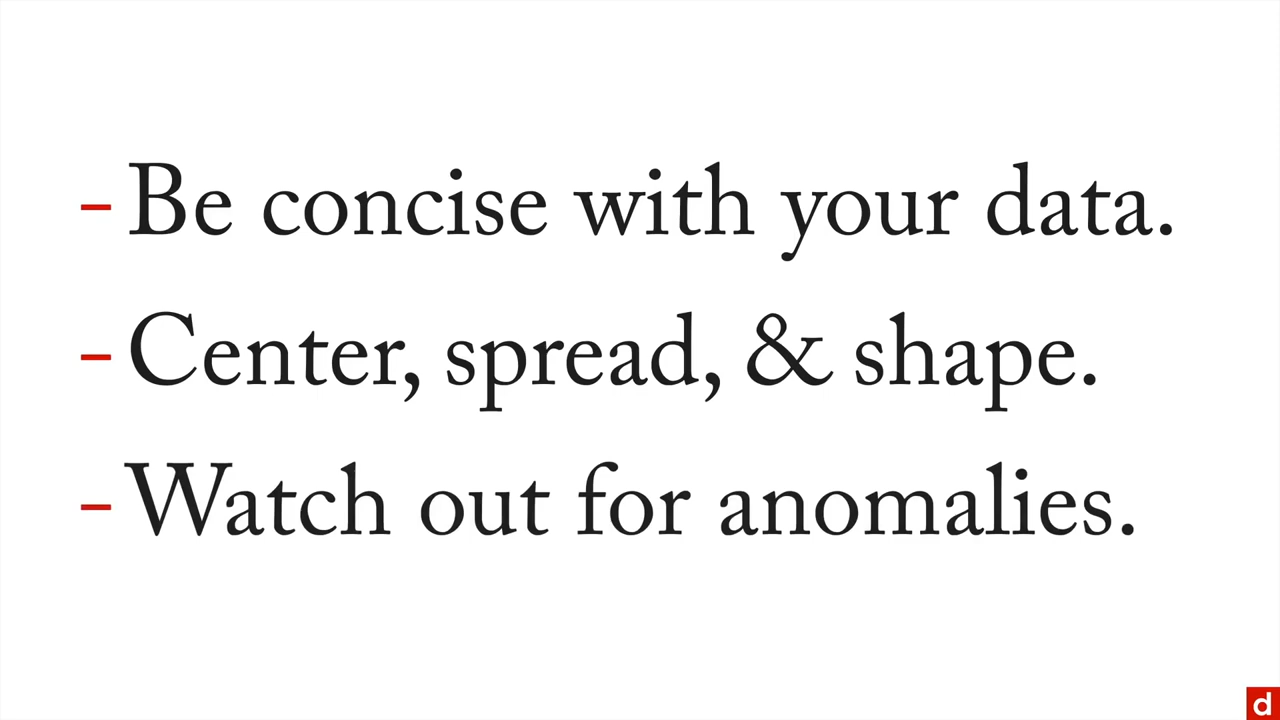 - Be concise with your data.
- Center, spread, & shape.
- Watch out for anomalies.
d